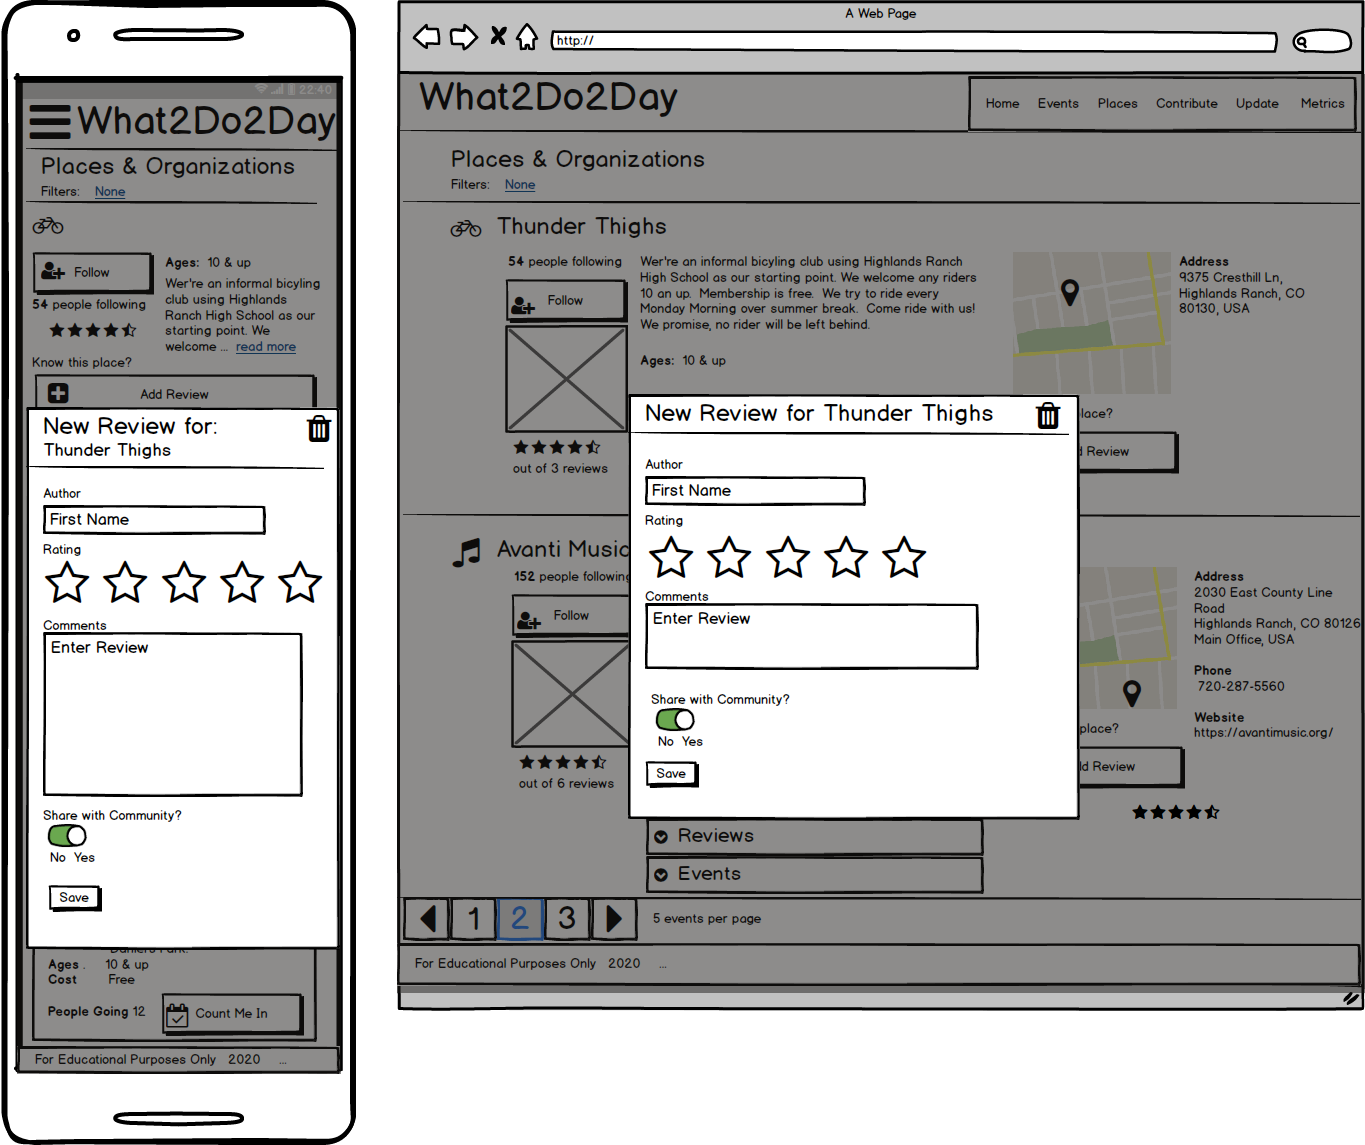 22:40
What2Do2Day
Places & Organizations
Filters: None
Follow
54 people following
Ages: 10 & up
Wer're an informal bicyling
club using Highlands
Ranch High School as our
starting point. We
welcome ... read more
Know this place?
Add Review
New Review for:
Thunder Thighs
Author
First Name
Rating
Comments
Enter Review
Share with Community?
No Yes
Save
Daniels Park.
Ages . 10 & up
Cost Free
People Going 12
Count Me In
For Educational Purposes Only 2020 ...
A Web Page
http://
What2Do2Day
Home Events Places Contribute Update Metrics
Places & Organizations
Filters: None
Thunder Thighs
54 people following
Follow
out of 3 reviews
Wer're an informal bicyling club using Highlands Ranch
High School as our starting point. We welcome any riders
10 an up. Membership is free. We try to ride every
Monday Morning over summer break. Come ride with us!
We promise, no rider will be left behind.
Ages: 10 & up
Address
9375 Cresthill Ln,
Highlands Ranch, CO
80130, USA
lace?
d Review
New Review for Thunder Thighs
Author
First Name
Rating
Comments
Enter Review
Share with Community?
No Yes
Save
Avanti Music
152 people following
Follow
out of 6 reviews
Address
2030 East County Line
Road
Highlands Ranch, CO 80126
Main Office, USA
Phone
720-287-5560
Website
https://avantimusic.org/
place?
ld Review
Reviews
Events
1 2 3
5 events per page
For Educational Purposes Only 2020 ...